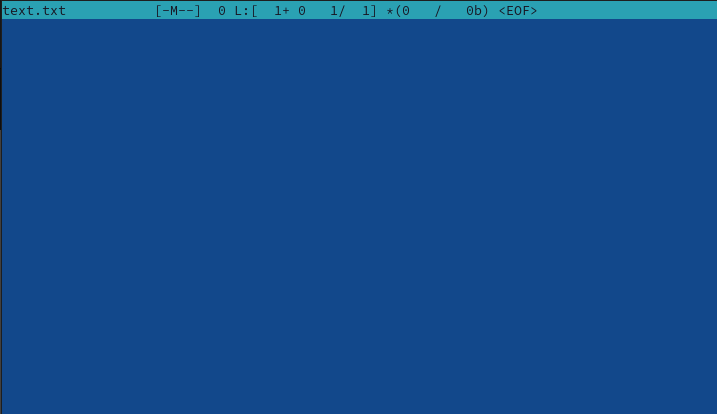 text.txt [-M--] 0 L:[ 1+ 0 1/ 1] *(0 / 0b) <EOF>